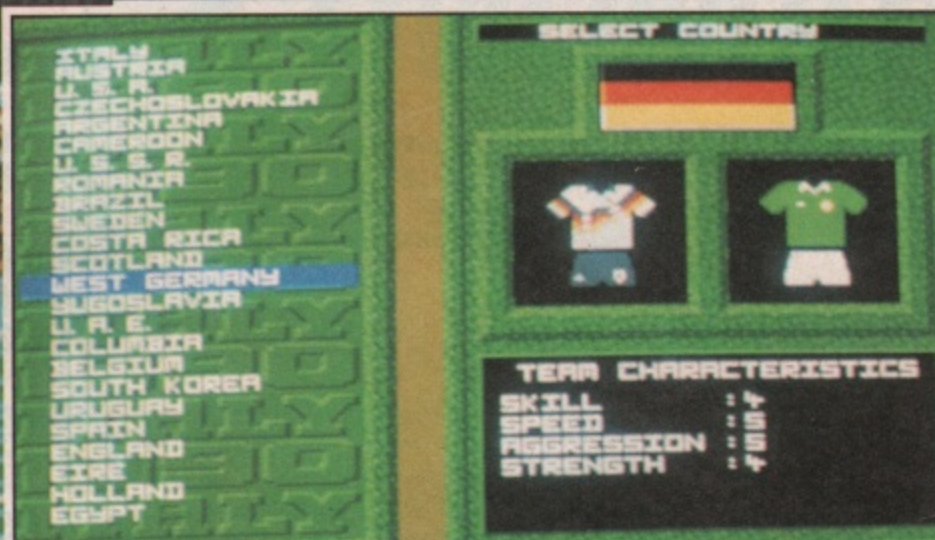 ITALY
AUSTRIA
U. S. A.
CZECHOSLOVAKIA
ARGENTINA
CAMEROON
U. S. S. R.
ROMANIA
BRAZIL
SWEDEN
COSTA RICA
SCOTLAND
WEST GERMANY
YUGOSLAVIA
U. A. E.
COLUMBIA
BELGIUM
SOUTH KOREA
URUGUAY
SPAIN
ENGLAND
EIRE
HOLLAND
EGYPT
SELECT COUNTRY
TEAM CHARACTERISTICS
SKILL :4
SPEED :5
AGGRESSION :5
STRENGTH :4